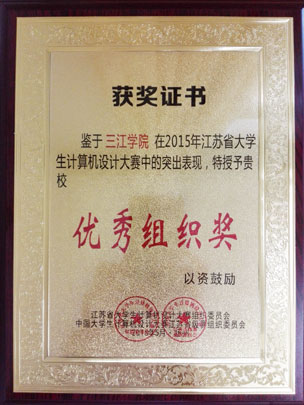 获奖证书
鉴于 三江学院 在2015年江苏省大学
生计算机设计大赛中的突出表现，特授予贵
校
优秀组织奖
以资鼓励
江苏省大学生计算机设计大赛组织委员会
中国大学生计算机设计大赛江苏省级赛组织委员会